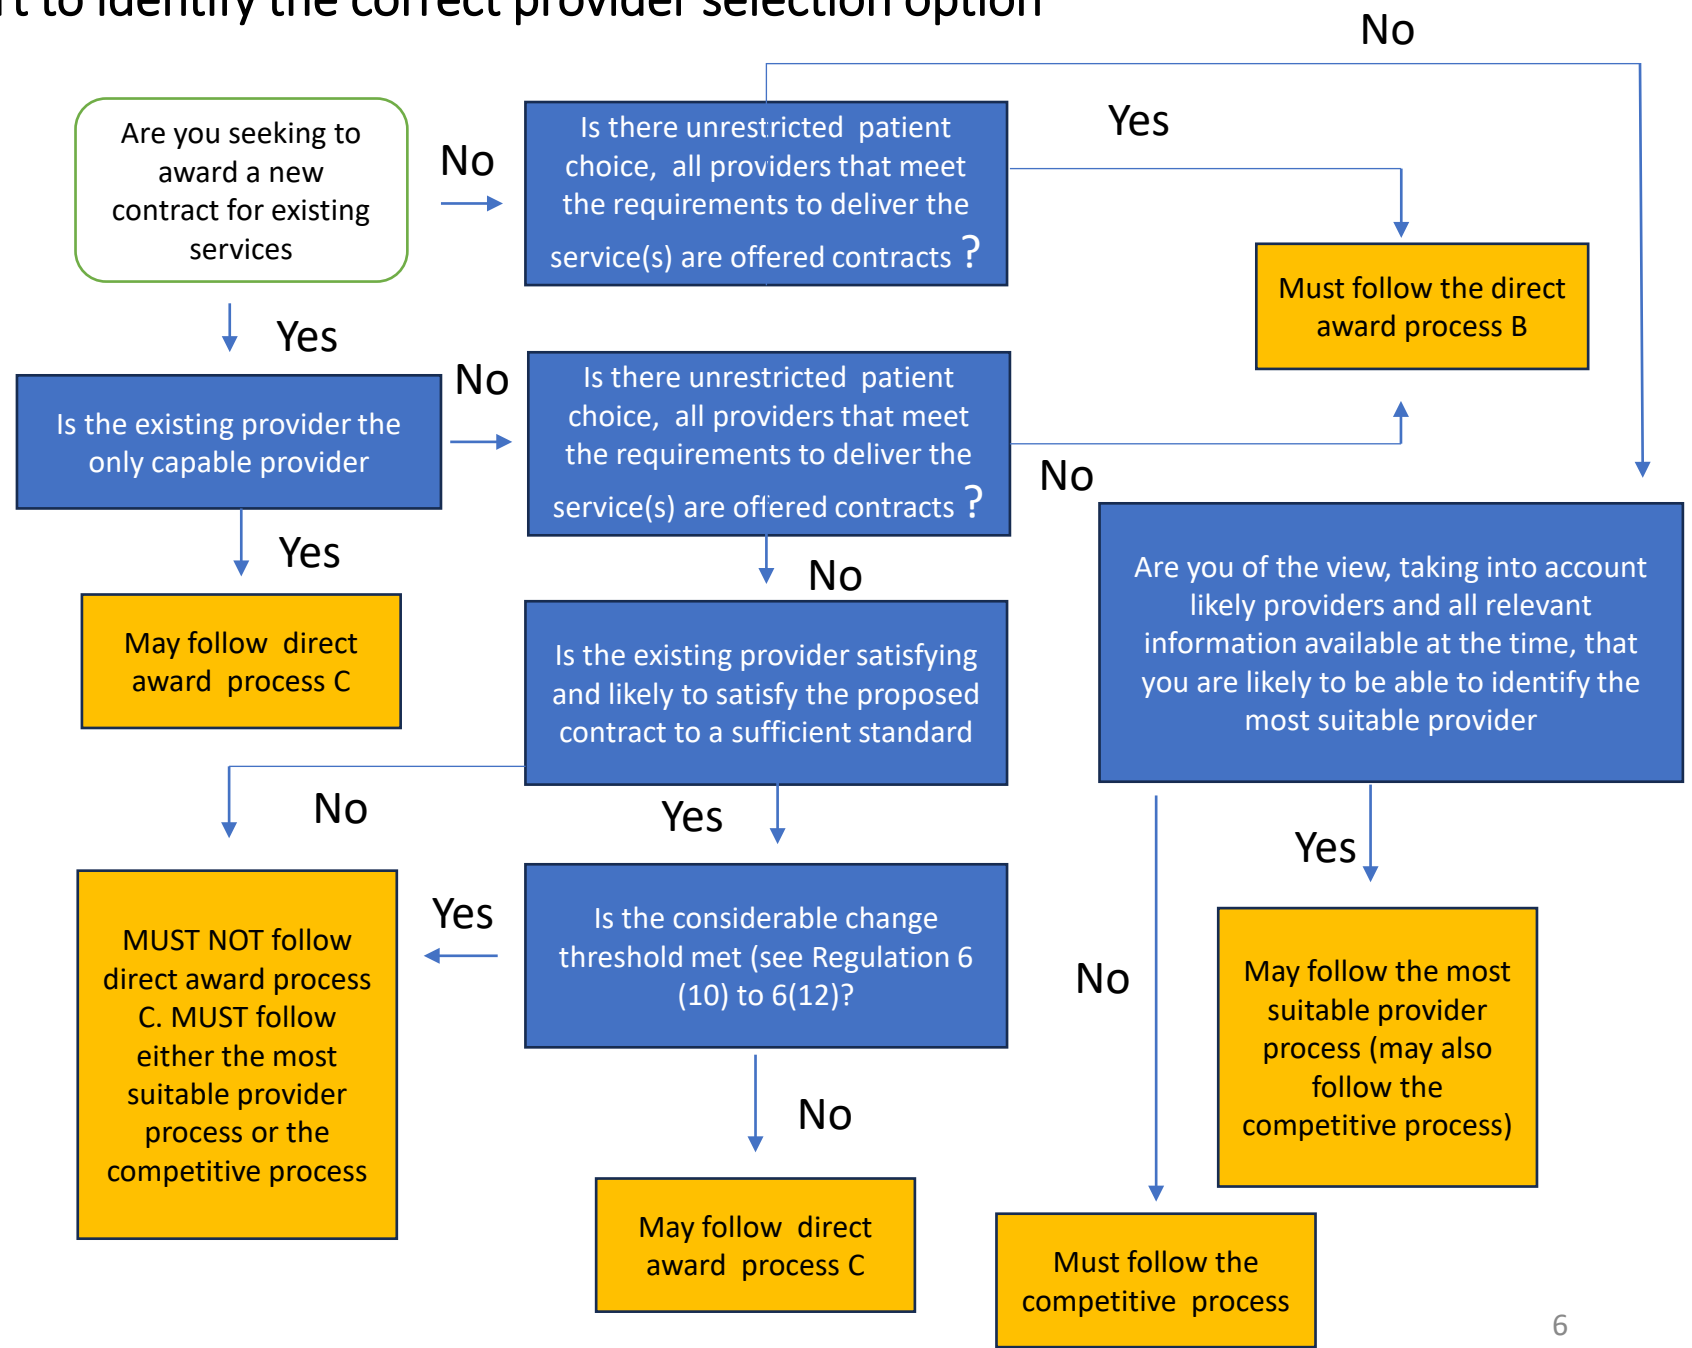 rt to identify the correct provider selection option
No
Are you seeking to
award a new
contract for existing
services
No
Is there unrestricted  patient
choice,  all providers that meet
the requirements to deliver the
service(s) are offered contracts ?
Yes
Must follow the direct
award process B
Yes
Is the existing provider the
only capable provider
No
Is there unrestricted  patient
choice,  all providers that meet
the requirements to deliver the
service(s) are offered contracts ?
No
Yes
May follow  direct
award  process C
No
Is the existing provider satisfying
and likely to satisfy the proposed
contract to a sufficient standard
Are you of the view, taking into account
likely providers and all relevant
information available at the time, that
you are likely to be able to identify the
most suitable provider
No
Yes
Yes
MUST NOT follow
direct award process
C. MUST follow
either the most
suitable provider
process or the
competitive process
Yes
Is the considerable change
threshold met (see Regulation 6
(10) to 6(12)?
No
May follow the most
suitable provider
process (may also
follow the
competitive process)
No
May follow  direct
award  process C
Must follow the
competitive  process
6